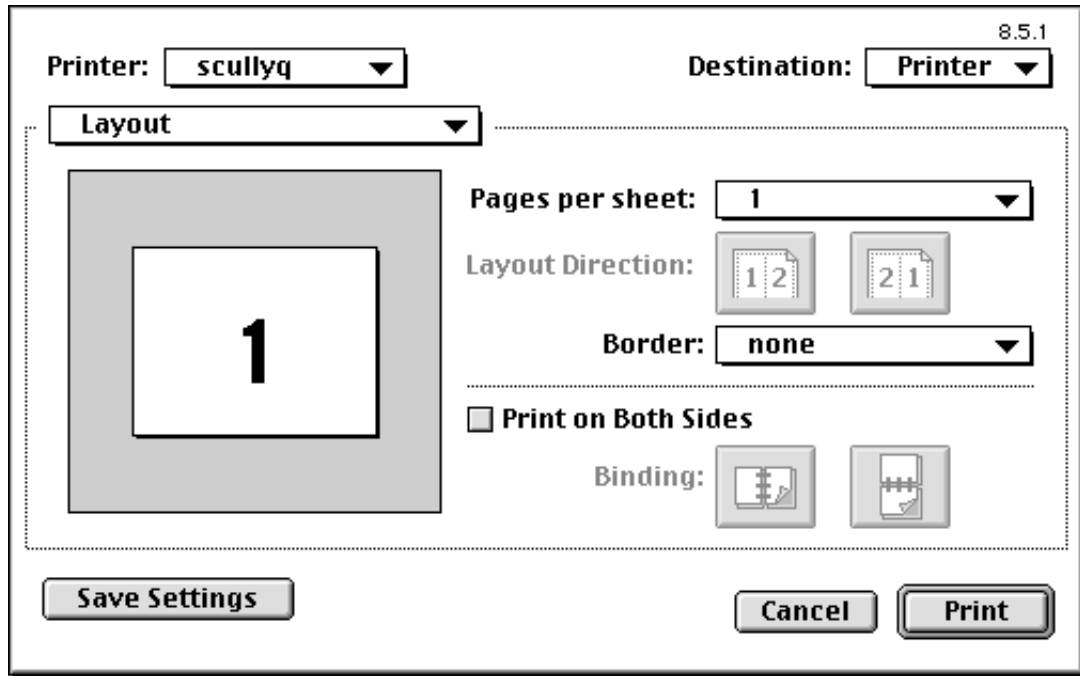 8.5.1
Printer: scullyq Destination: Printer
Layout
Pages per sheet: 1
Layout Direction: 1 2 2 1
1
Border: none
Print on Both Sides
Binding:
Save Settings
Cancel Print